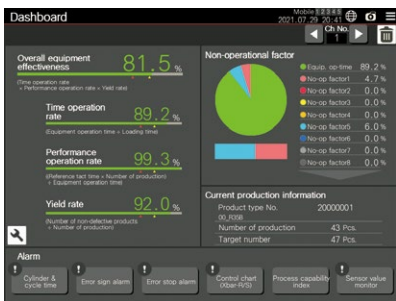 Dashboard
Mobile 1 2 3 4 5
2021.07.29 20:41
Ch No.
1
Overall equipment
effectiveness
81.5 %
(Time operation rate
× Performance operation rate × Yield rate)
Time operation
rate
89.2 %
(Equipment operation time ÷ Loading time)
Performance
operation rate
99.3 %
(Reference tact time × Number of production)
÷ Equipment operation time)
Yield rate
92.0 %
(Number of non-defective products
÷ Number of production)
Non-operational factor
Equip. op-time 89.2 %
No-op factor1 4.7 %
No-op factor2 0.0 %
No-op factor3 0.0 %
No-op factor4 0.0 %
No-op factor5 6.0 %
No-op factor6 0.0 %
No-op factor7 0.0 %
No-op factor8 0.0 %
Current production information
Product type No. 20000001
00_R058
Number of production 43 Pcs.
Target number 47 Pcs.
Alarm
Cylinder &
cycle time
Error sign alarm
Error stop alarm
Control chart
(Xbar-R/S)
Process capability
index
Sensor value
monitor